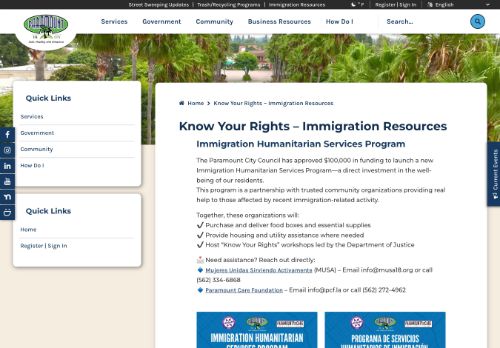 Street Sweeping Updates | Trash/Recycling Programs | Immigration Resources
° F | Register | Sign In
English
PARAMOUNT
Services
Government
Community
Business Resources
How Do I
Search...
Quick Links
Services
Government
Community
How Do I
Quick Links
Home
Register | Sign In
Current Events
Home > Know Your Rights – Immigration Resources
Know Your Rights – Immigration Resources
Immigration Humanitarian Services Program
The Paramount City Council has approved $100,000 in funding to launch a new
Immigration Humanitarian Services Program—a direct investment in the well-
being of our residents.
This program is a partnership with trusted community organizations providing real
help to those affected by recent immigration-related activity.
Together, these organizations will:
✔ Purchase and deliver food boxes and essential supplies
✔ Provide housing and utility assistance where needed
✔ Host “Know Your Rights” workshops led by the Department of Justice
Need assistance? Reach out directly:
Mujeres Unidas Sirviendo Activamente (MUSA) – Email info@musa18.org or call
(562) 334-6868
Paramount Care Foundation – Email info@pcf.la or call (562) 272-4962
IMMIGRATION HUMANITARIAN
SERVICES PROGRAM
PROGRAMA DE SERVICIOS
HUMANITARIOS DE INMIGRACIÓN